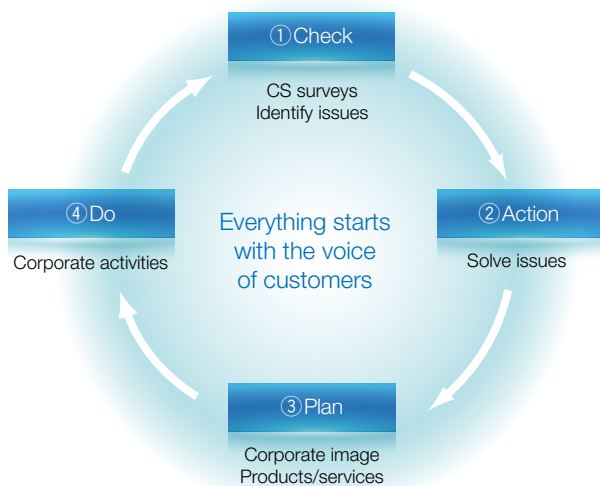 ①Check
CS surveys
Identify issues
②Action
Solve issues
③Plan
Corporate image
Products/services
④Do
Corporate activities
Everything starts
with the voice
of customers